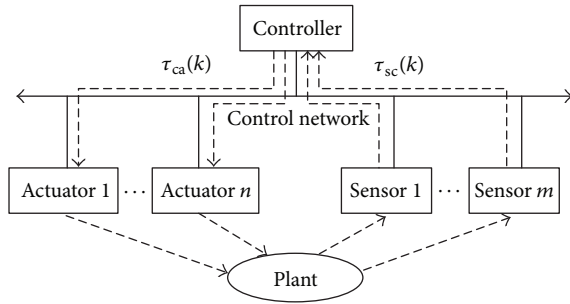 Controller
τca(k)
τsc(k)
Control network
Actuator 1 ··· Actuator n
Sensor 1 ··· Sensor m
Plant